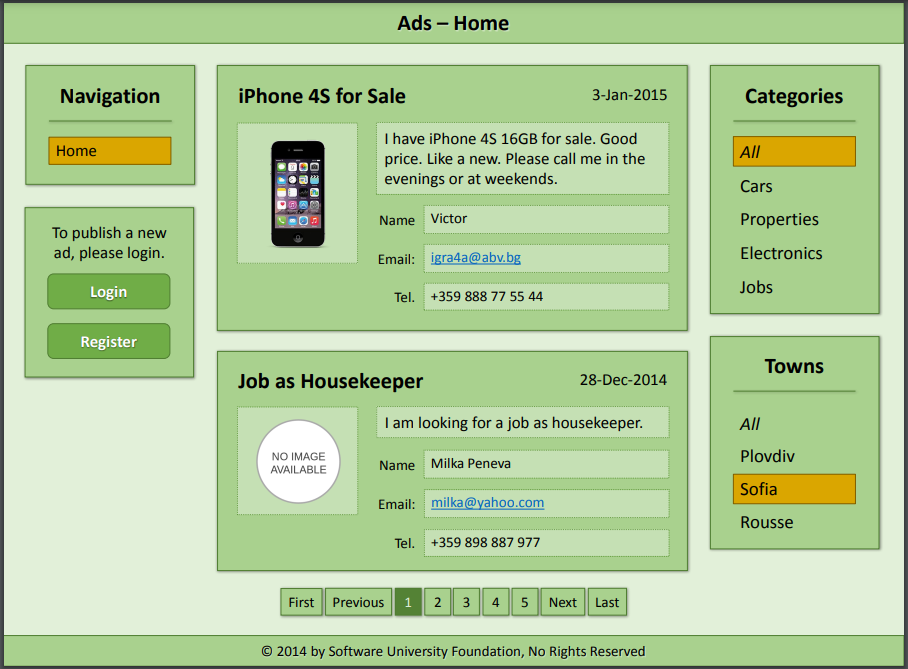 Ads – Home
Navigation
Home
To publish a new
ad, please login.
Login
Register
iPhone 4S for Sale
3-Jan-2015
I have iPhone 4S 16GB for sale. Good
price. Like a new. Please call me in the
evenings or at weekends.
Name Victor
Email: igra4a@abv.bg
Tel. +359 888 77 55 44
Job as Housekeeper
28-Dec-2014
NO IMAGE
AVAILABLE
I am looking for a job as housekeeper.
Name Milka Peneva
Email: milka@yahoo.com
Tel. +359 898 887 977
First Previous 1 2 3 4 5 Next Last
Categories
All
Cars
Properties
Electronics
Jobs
Towns
All
Plovdiv
Sofia
Rousse
© 2014 by Software University Foundation, No Rights Reserved